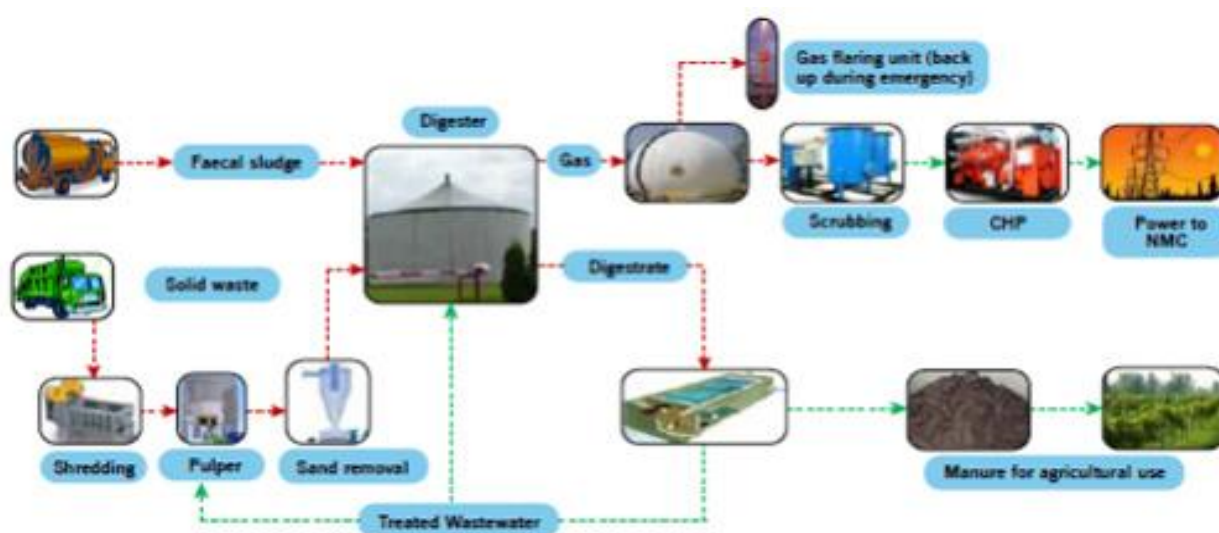 Gas flaring unit (back
up during emergency)
Digester
Faecal sludge
Gas
Scrubbing
CHP
Power to
NMC
Solid waste
Digestrate
Shredding
Pulper
Sand removal
Manure for agricultural use
Treated Wastewater